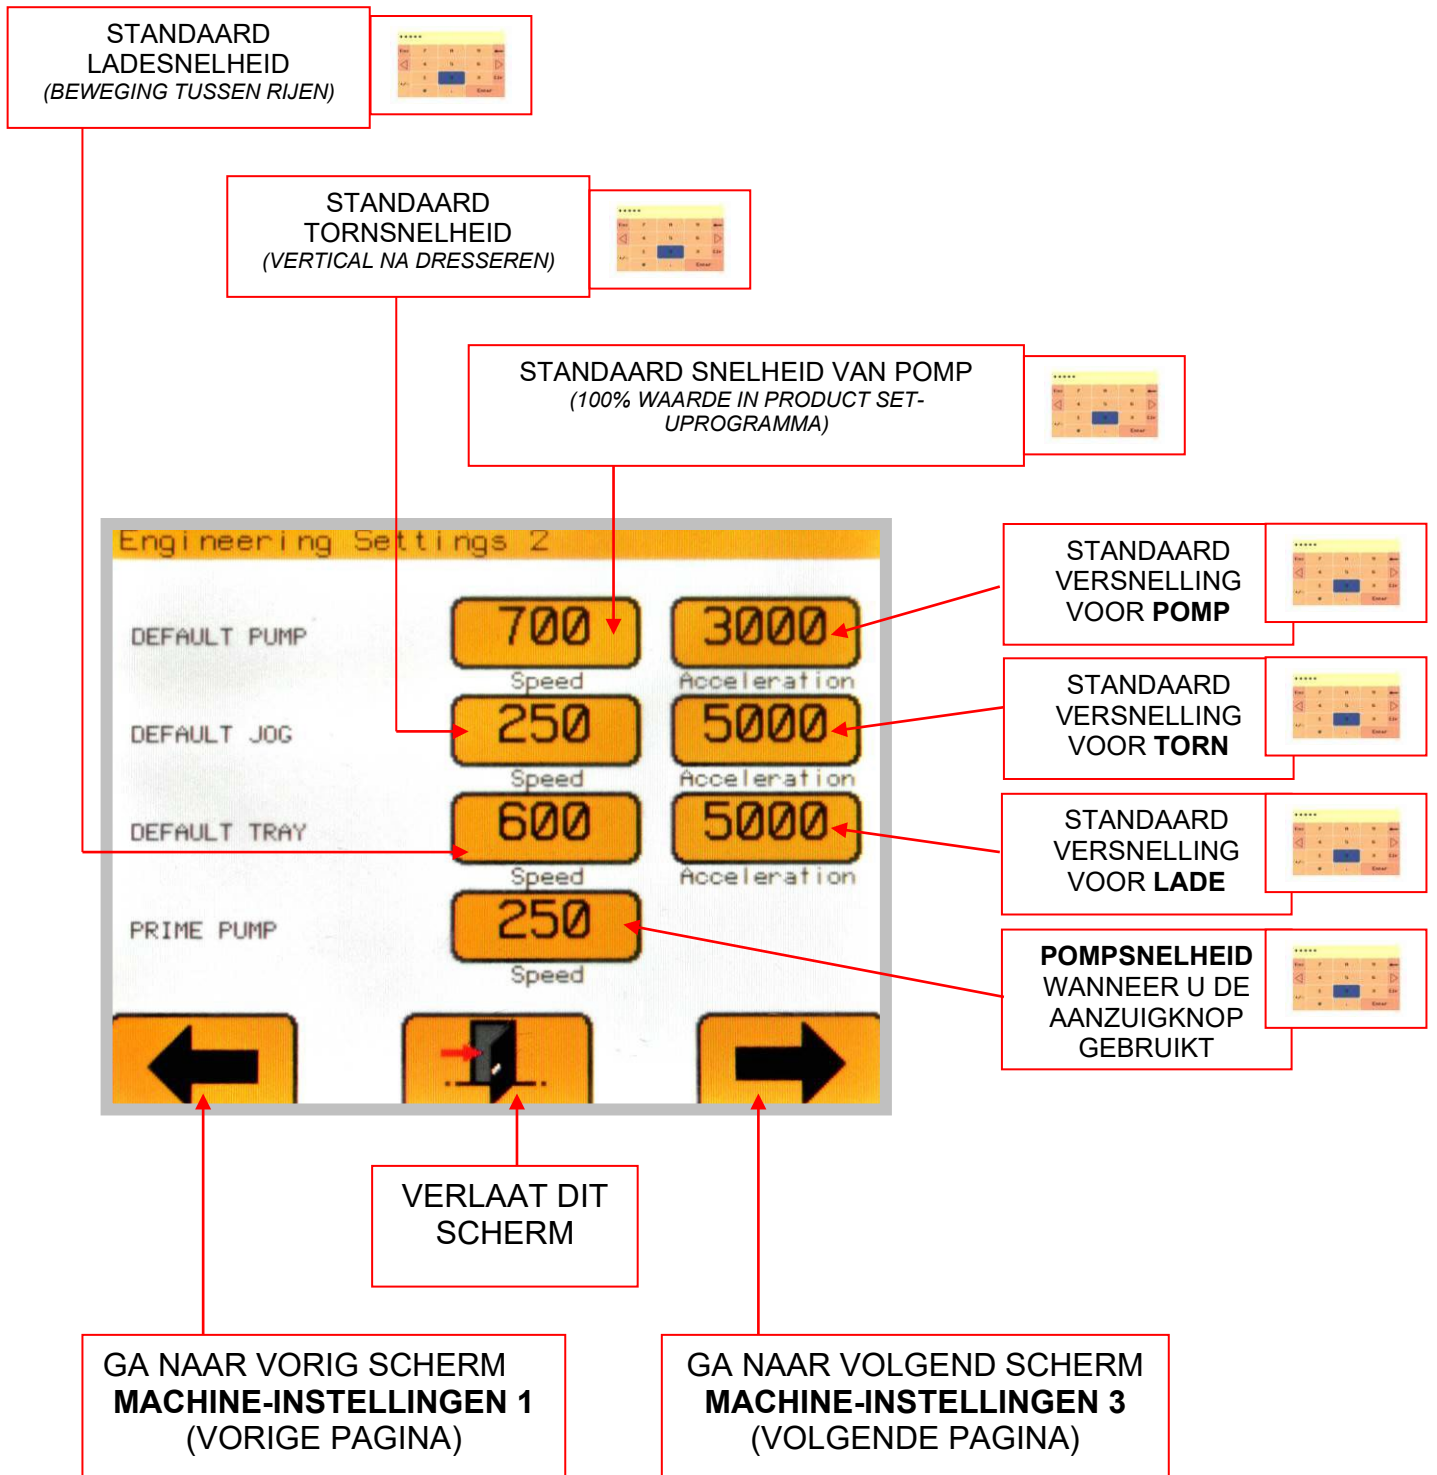 STANDAARD
LADESNELHEID
(BEWEGING TUSSEN RIJEN)
STANDAARD
TORNSNELHEID
(VERTICAL NA DRESSEREN)
STANDAARD SNELHEID VAN POMP
(100% WAARDE IN PRODUCT SET-
UPROGRAMMA)
Engineering Settings 2
DEFAULT PUMP
700
Speed
3000
Acceleration
DEFAULT JOG
250
Speed
5000
Acceleration
DEFAULT TRAY
600
Speed
5000
Acceleration
PRIME PUMP
250
Speed
STANDAARD
VERSNELLING
VOOR POMP
STANDAARD
VERSNELLING
VOOR TORN
STANDAARD
VERSNELLING
VOOR LADE
POMPSNELHEID
WANNEER U DE
AANZUIGKNOP
GEBRUIKT
VERLAAT DIT
SCHERM
GA NAAR VORIG SCHERM
MACHINE-INSTELLINGEN 1
(VORIGE PAGINA)
GA NAAR VOLGEND SCHERM
MACHINE-INSTELLINGEN 3
(VOLGENDE PAGINA)